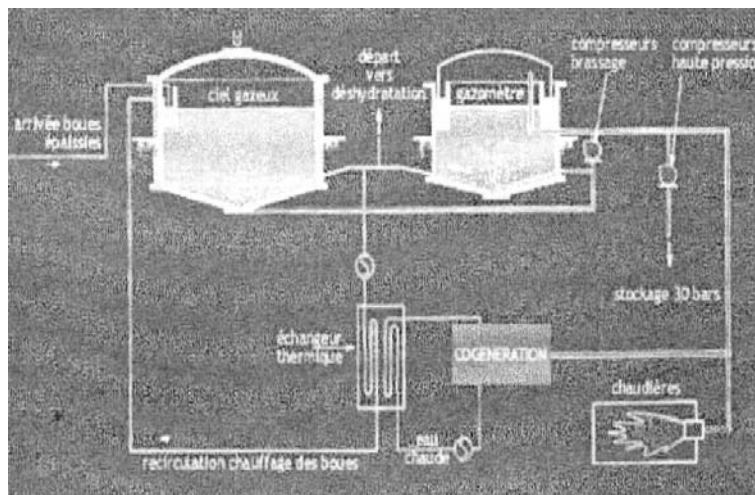 départ
vers
déshydratation
compresseurs
brassage
compresseurs
haute pression
ciel gazeux
gazomètre
arrivée boues
épaissies
stockage 30 bars
échangeur
thermique
COGENERATION
chaudières
eau
chaude
recirculation chauffage des boues